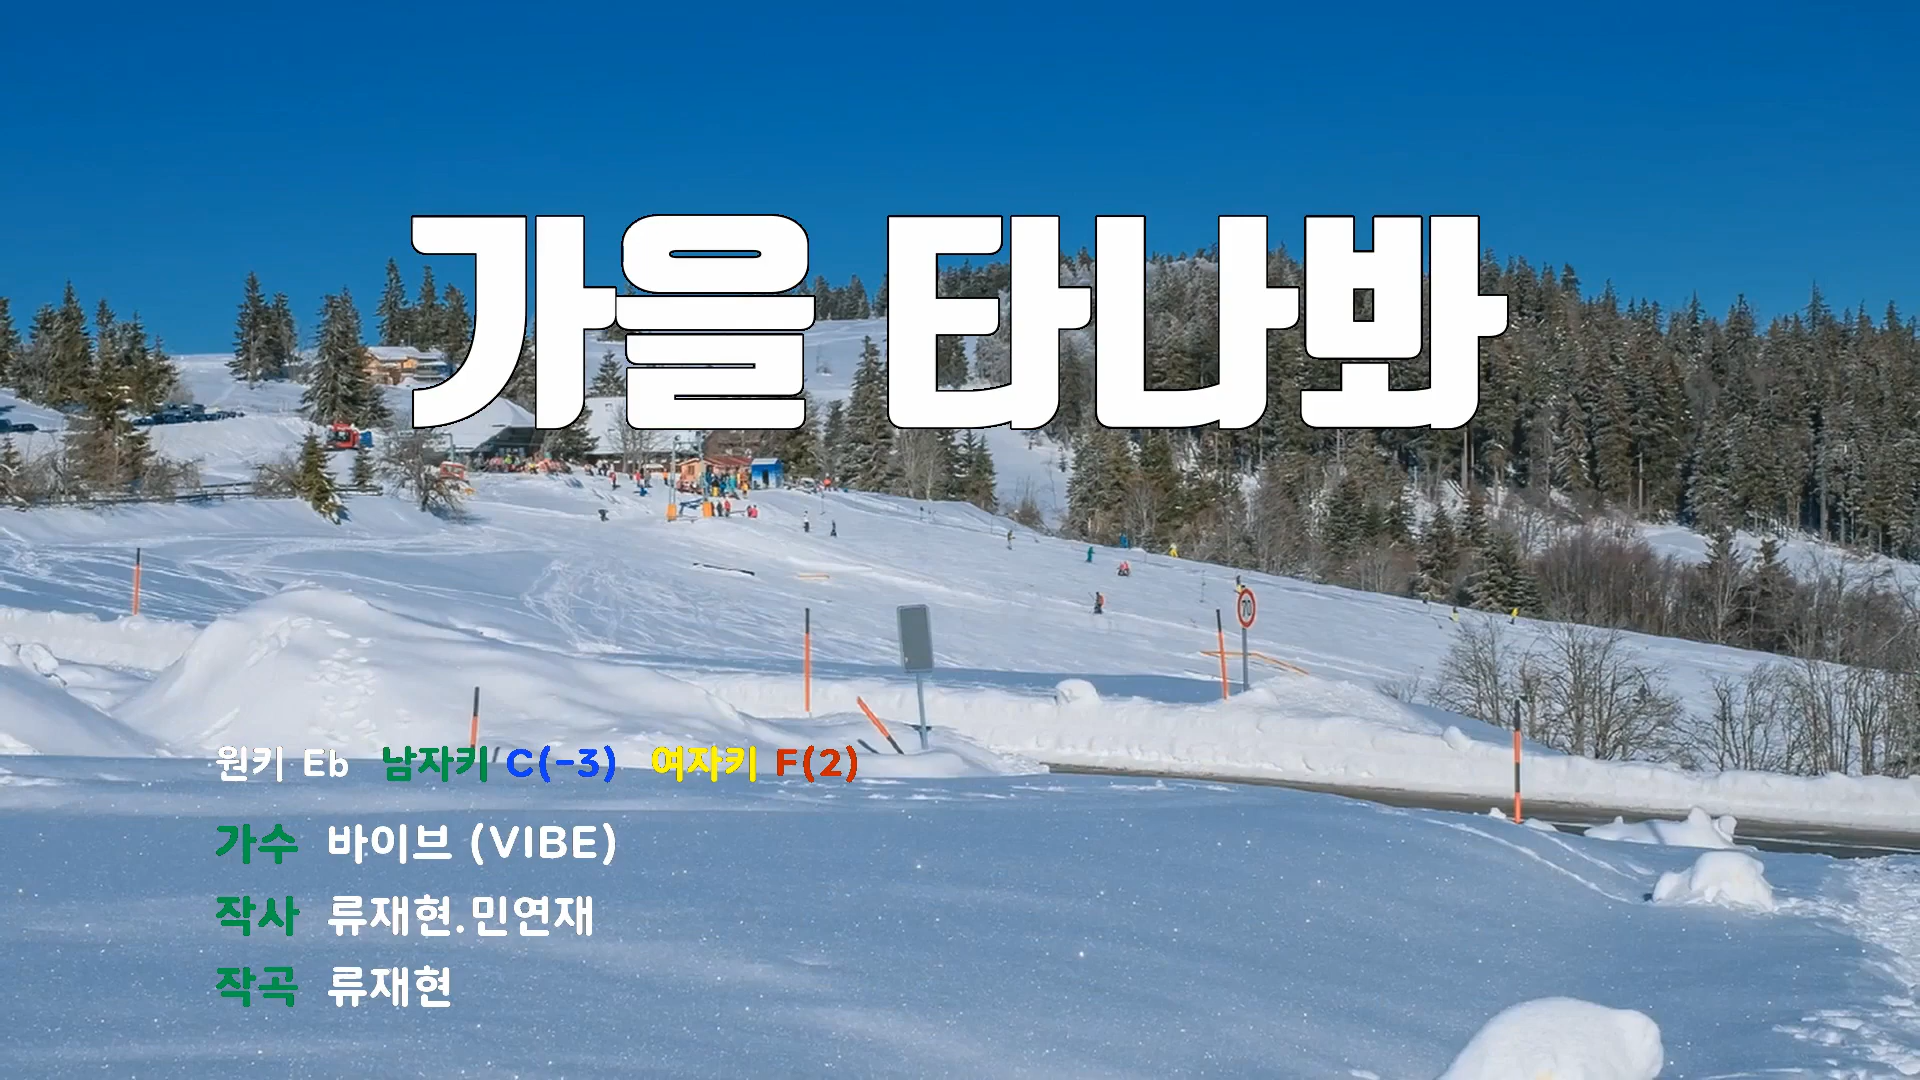 가을 타나봐
70
원키 Eb 남자키 C(-3) 여자키 F(2)
가수 바이브 (VIBE)
작사 류재현.민연재
작곡 류재현